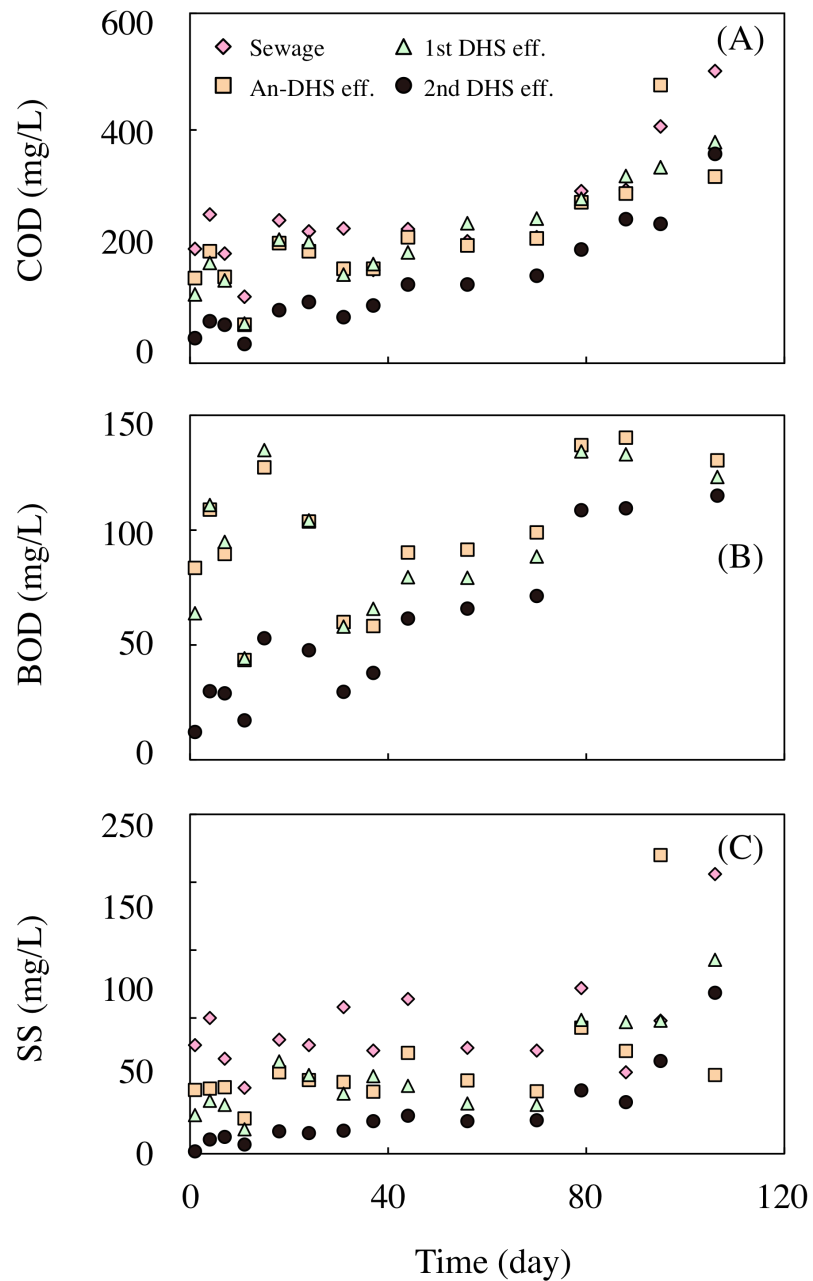 600
400
200
0
COD (mg/L)
(A)
Sewage
1st DHS eff.
An-DHS eff.
2nd DHS eff.
150
100
50
0
BOD (mg/L)
(B)
250
150
100
50
0
SS (mg/L)
(C)
0 40 80 120
Time (day)